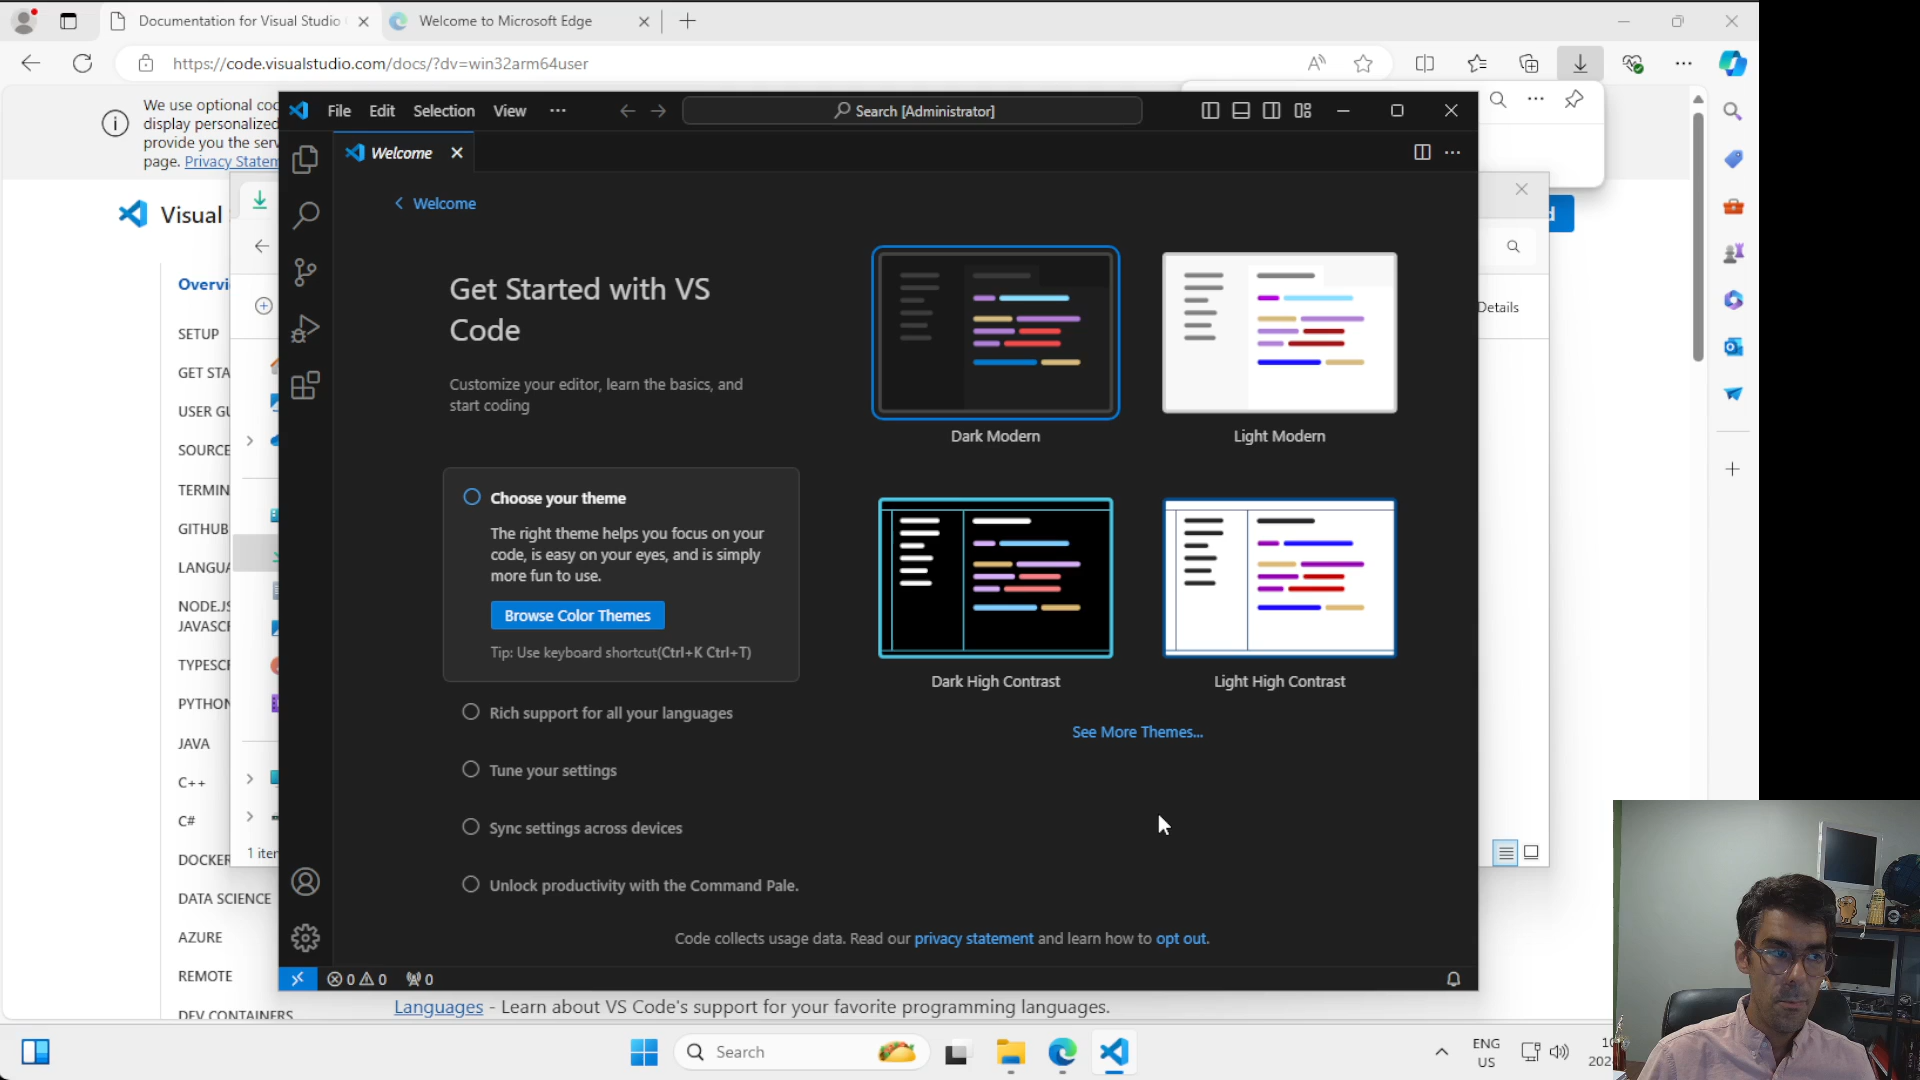 Documentation for Visual Studio
Welcome to Microsoft Edge
https://code.visualstudio.com/docs/?dv=win32arm64user
We use optional coo
display personalized
provide you the serv
page. Privacy Statem
File Edit Selection View
Search [Administrator]
Welcome
Visual
Welcome
Overvi
Details
SETUP
GET STA
USER GU
SOURCE
TERMIN
GITHUB
LANGUA
NODE.JS
JAVASCR
TYPESCR
PYTHON
JAVA
C++
C#
DOCKER
DATA SCIENCE
AZURE
REMOTE
DEV CONTAINERS
1 iter
Get Started with VS
Code
Customize your editor, learn the basics, and
start coding
Choose your theme
The right theme helps you focus on your
code, is easy on your eyes, and is simply
more fun to use.
Browse Color Themes
Tip: Use keyboard shortcut(Ctrl+K Ctrl+T)
Rich support for all your languages
Tune your settings
Sync settings across devices
Unlock productivity with the Command Pale.
Dark Modern
Light Modern
Dark High Contrast
Light High Contrast
See More Themes...
Code collects usage data. Read our privacy statement and learn how to opt out.
0 0 0
Languages - Learn about VS Code's support for your favorite programming languages.
Search
ENG
US